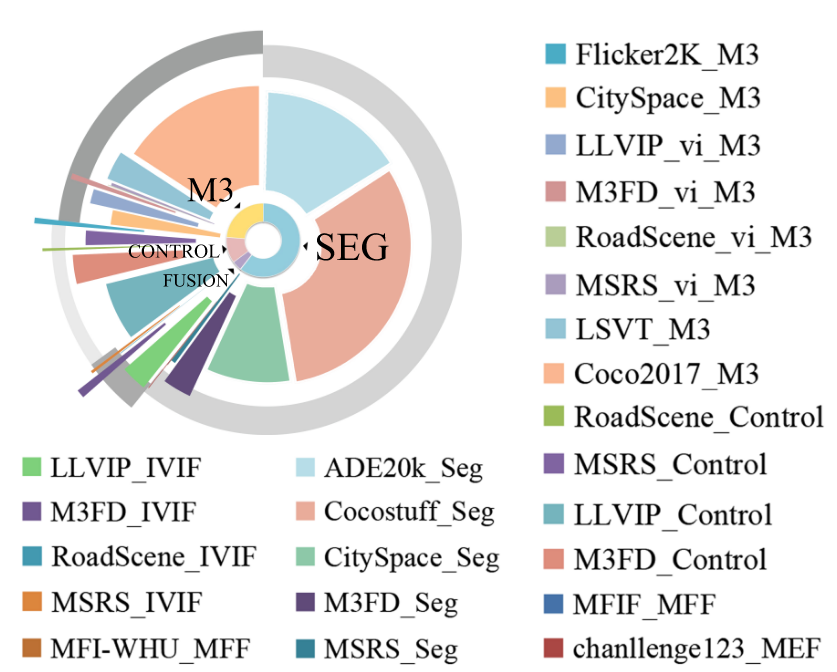 M3
SEG
CONTROL
FUSION
Flicker2K_M3
CitySpace_M3
LLVIP_vi_M3
M3FD_vi_M3
RoadScene_vi_M3
MSRS_vi_M3
LSVT_M3
Coco2017_M3
RoadScene_Control
MSRS_Control
LLVIP_Control
M3FD_Control
MFIF_MFF
chanllenge123_MEF
LLVIP_IVIF
M3FD_IVIF
RoadScene_IVIF
MSRS_IVIF
MFI-WHU_MFF
ADE20k_Seg
Cocostuff_Seg
CitySpace_Seg
M3FD_Seg
MSRS_Seg